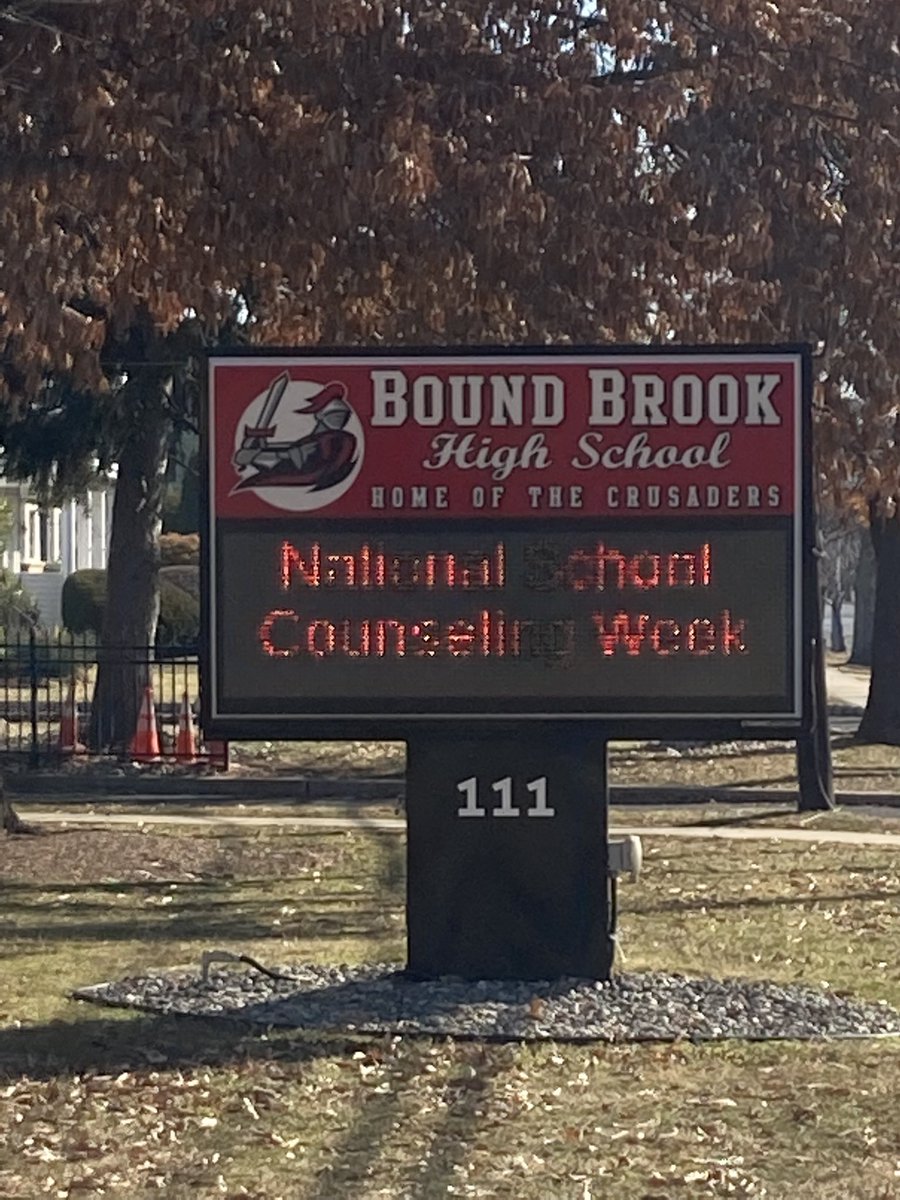 BOUND BROOK
High School
HOME OF THE CRUSADERS
National School
Counseling Week
111